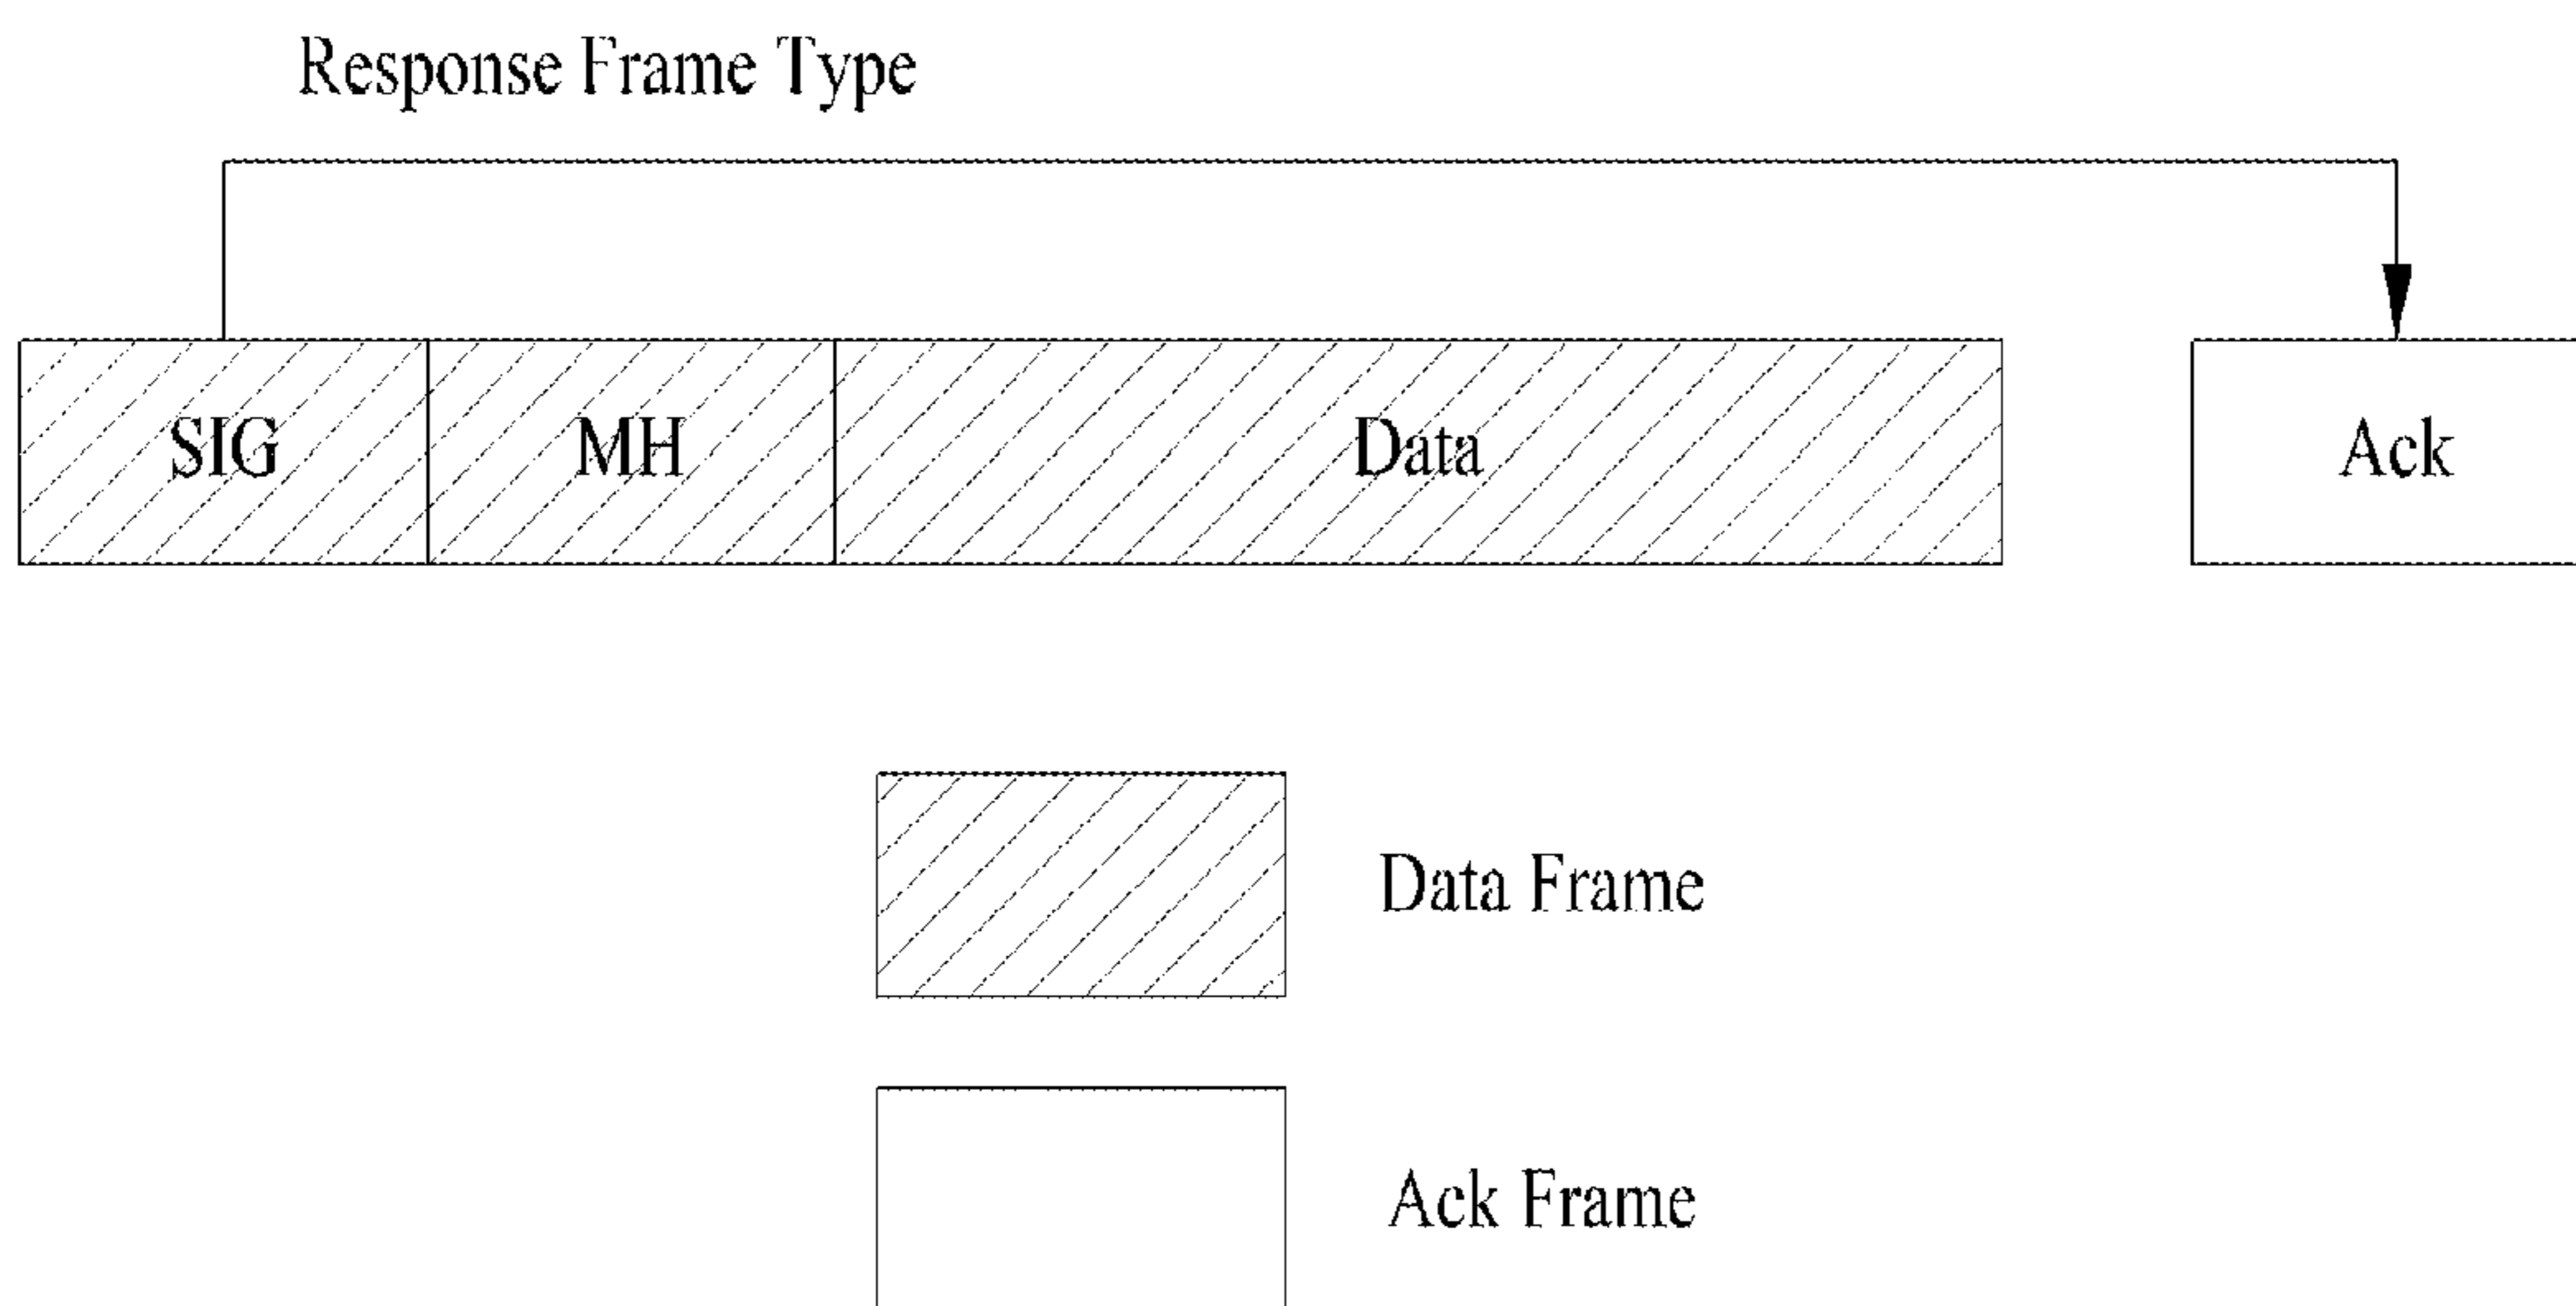 Response Frame Type
SIG
MH
Data
Ack
Data Frame
Ack Frame